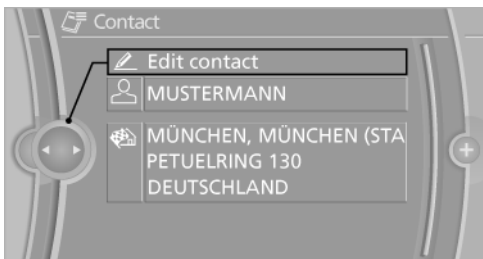 Contact
Edit contact
MUSTERMANN
MÜNCHEN, MÜNCHEN (STA
PETUELRING 130
DEUTSCHLAND